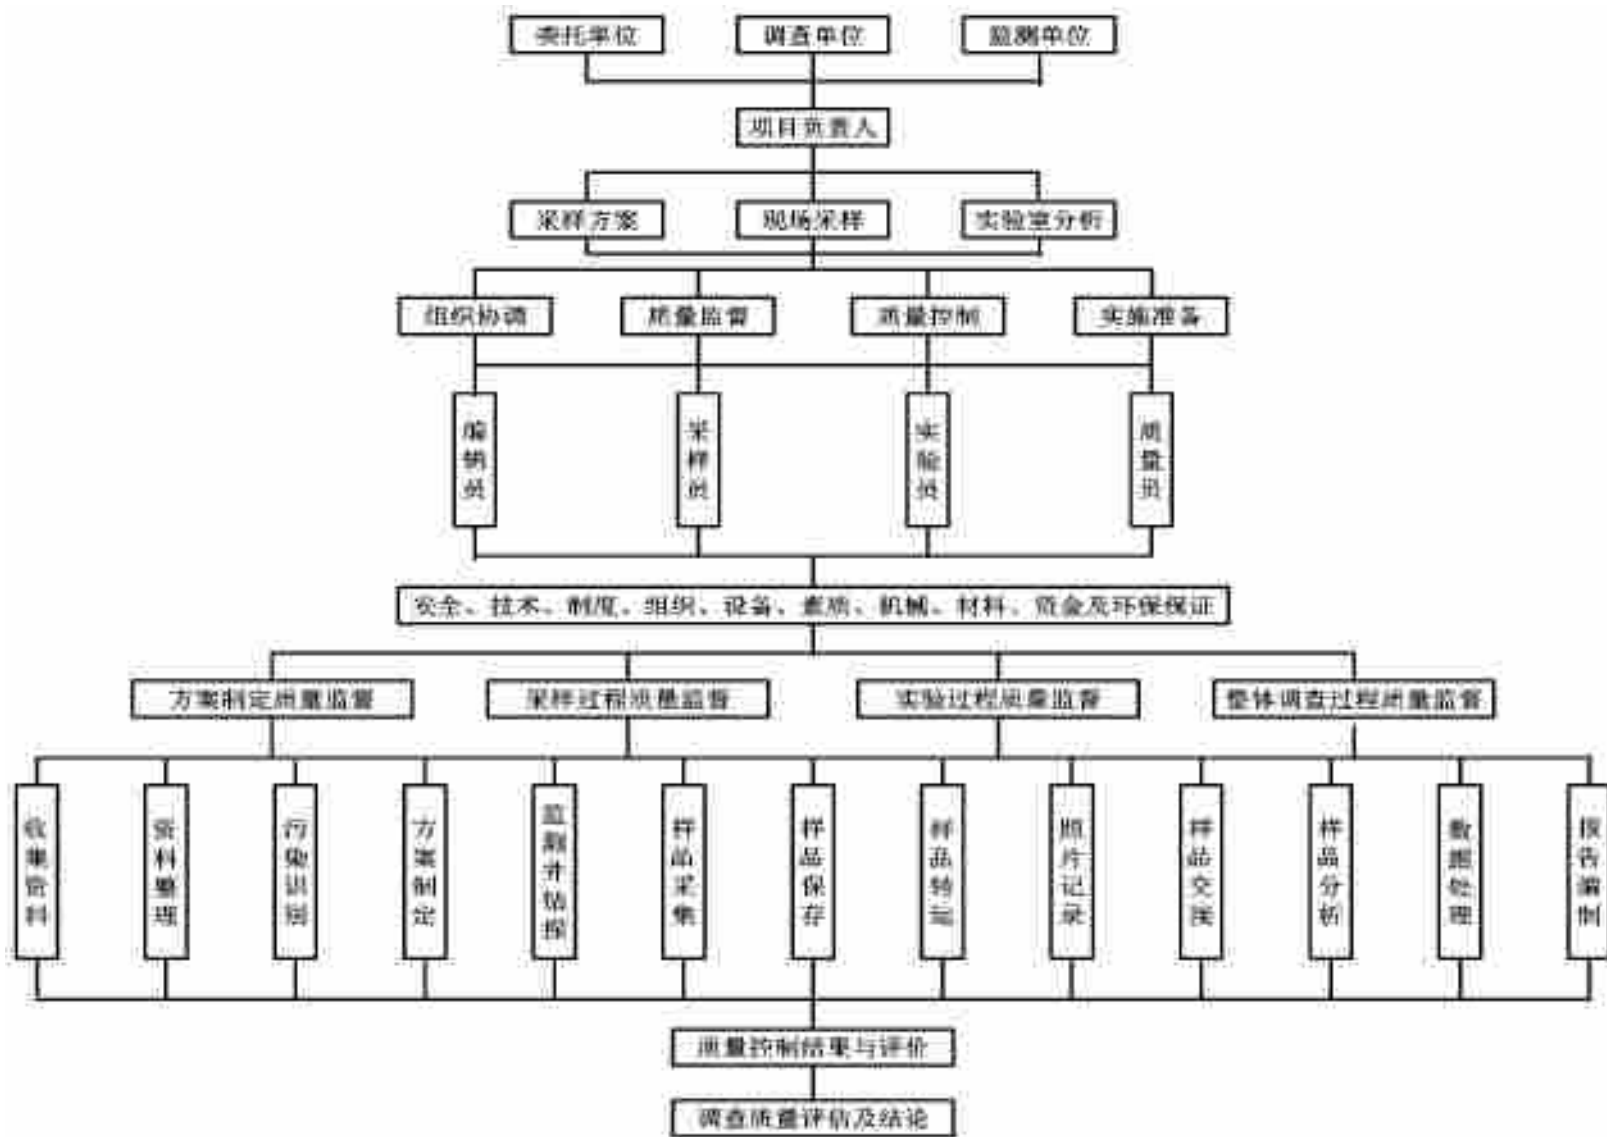 委托单位
调查单位
监测单位
项目负责人
采样方案
现场采样
实验室分析
组织协调
质量监督
质量控制
实施准备
编辑员
采样员
实验员
质量员
安全、技术、制度、组织、设备、素质、机械、材料、资金及环保保证
方案制定质量监督
采样过程质量监督
实验过程质量监督
整体调查过程质量监督
收集资料
资料整理
污染识别
方案制定
监测井钻探
样品采集
样品保存
样品转运
照片记录
样品交接
样品分析
数据处理
报告编制
质量控制结果与评价
调查质量评估及结论